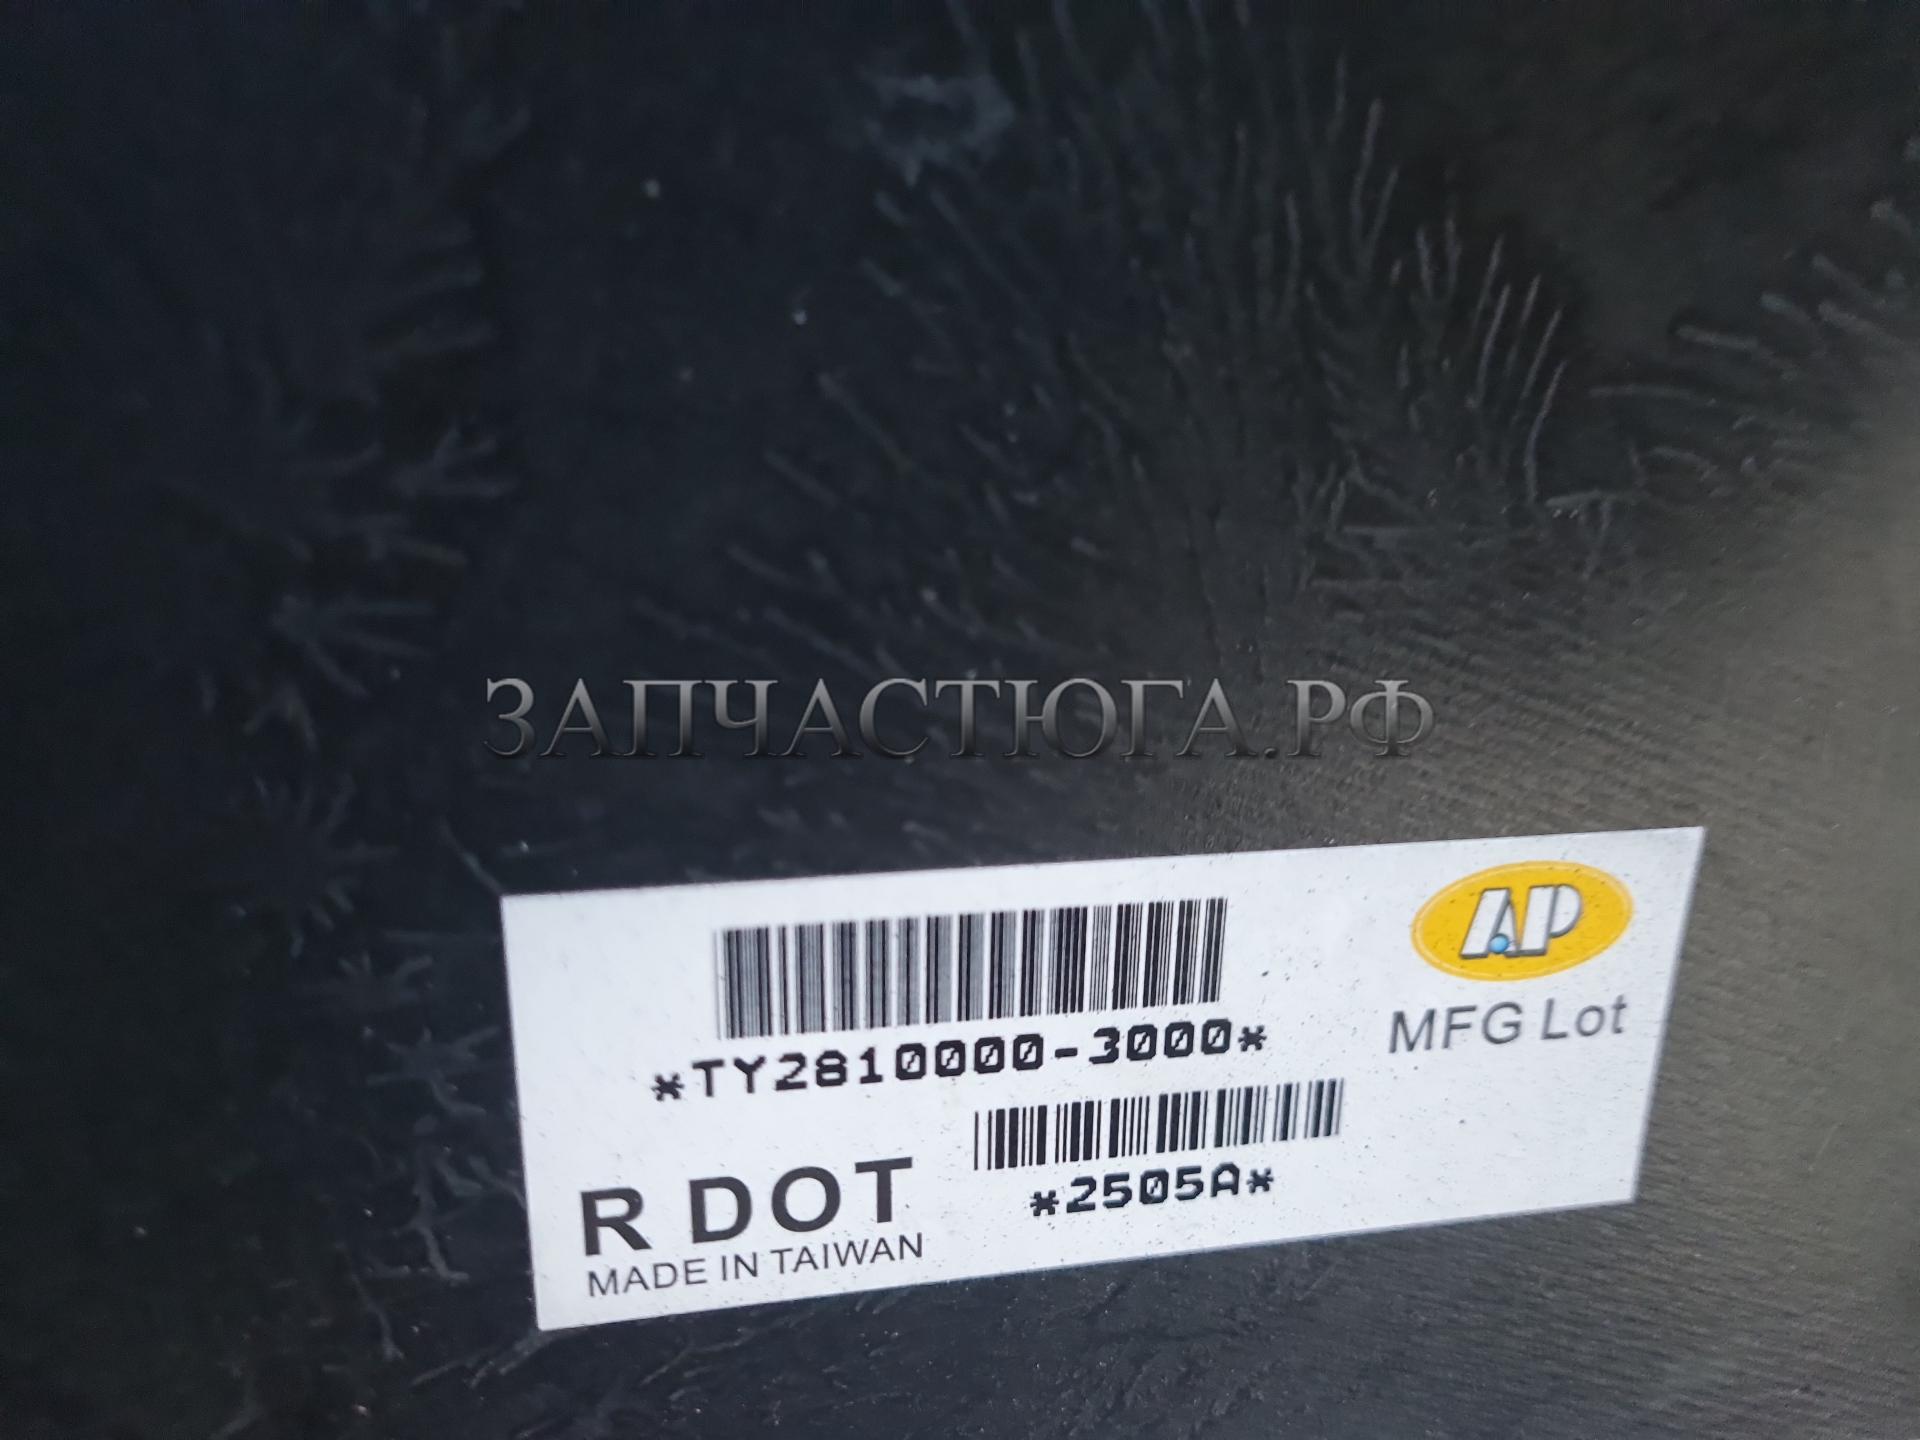 ЗАПЧАСТЮГА.РФ
AP
MFG Lot
*TY2810000-3000*
*2505A*
R DOT
MADE IN TAIWAN